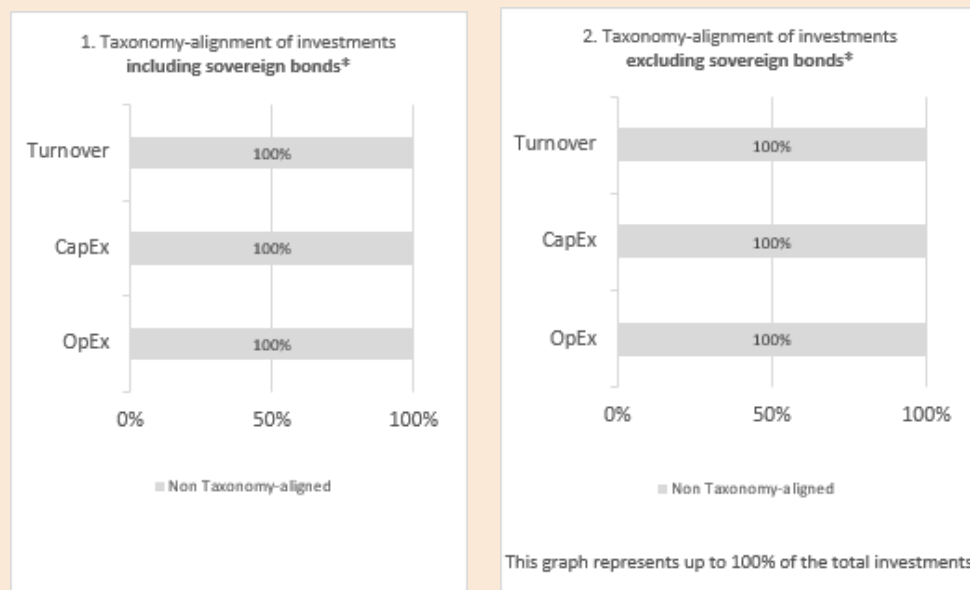 1. Taxonomy-alignment of investments
including sovereign bonds*
Turnover
100%
CapEx
100%
OpEx
100%
0% 50% 100%
Non Taxonomy-aligned
2. Taxonomy-alignment of investments
excluding sovereign bonds*
Turnover
100%
CapEx
100%
OpEx
100%
0% 50% 100%
Non Taxonomy-aligned
This graph represents up to 100% of the total investments